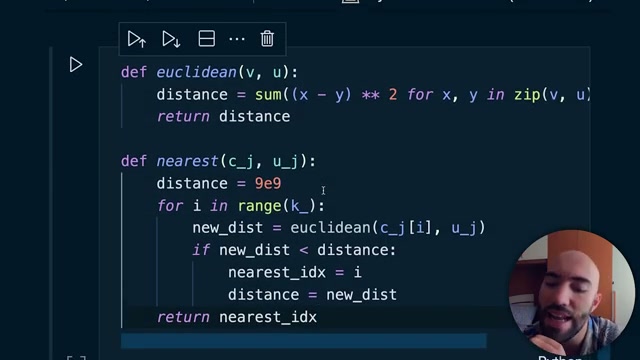 def euclidean(v, u):
    distance = sum((x - y) ** 2 for x, y in zip(v, u)
    return distance
def nearest(c_j, u_j):
    distance = 9e9
    for i in range(k_):
        new_dist = euclidean(c_j[i], u_j)
        if new_dist < distance:
            nearest_idx = i
            distance = new_dist
    return nearest_idx
Python